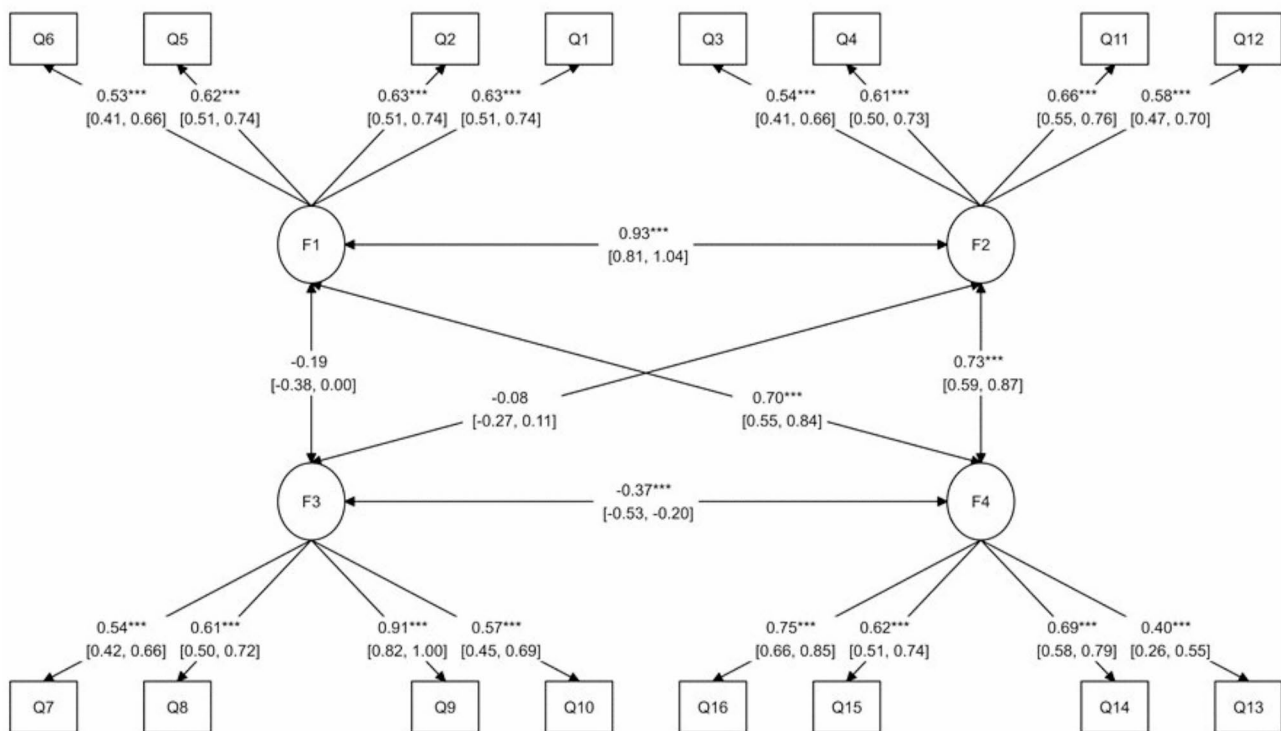 Q6 Q5 Q2 Q1 Q3 Q4 Q11 Q12
0.53*** 0.62*** 0.63*** 0.63*** 0.54*** 0.61*** 0.66*** 0.58***
[0.41, 0.66] [0.51, 0.74] [0.51, 0.74] [0.51, 0.74] [0.41, 0.66] [0.50, 0.73] [0.55, 0.76] [0.47, 0.70]
F1 0.93*** F2
[0.81, 1.04]
-0.19 0.73***
[-0.38, 0.00] [0.59, 0.87]
-0.08 0.70***
[-0.27, 0.11] [0.55, 0.84]
F3 -0.37*** F4
[-0.53, -0.20]
0.54*** 0.61*** 0.91*** 0.57*** 0.75*** 0.62*** 0.69*** 0.40***
[0.42, 0.66] [0.50, 0.72] [0.82, 1.00] [0.45, 0.69] [0.66, 0.85] [0.51, 0.74] [0.58, 0.79] [0.26, 0.55]
Q7 Q8 Q9 Q10 Q16 Q15 Q14 Q13